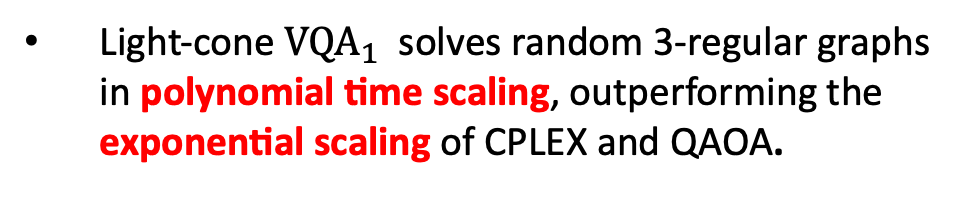 • Light-cone VQA₁ solves random 3-regular graphs
in polynomial time scaling, outperforming the
exponential scaling of CPLEX and QAOA.